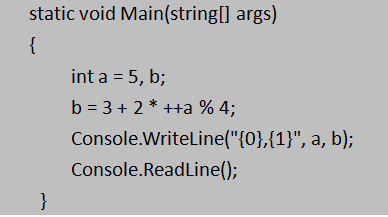 static void Main(string[] args)
{
int a = 5, b;
b = 3 + 2 * ++a % 4;
Console.WriteLine("{0},{1}", a, b);
Console.ReadLine();
}